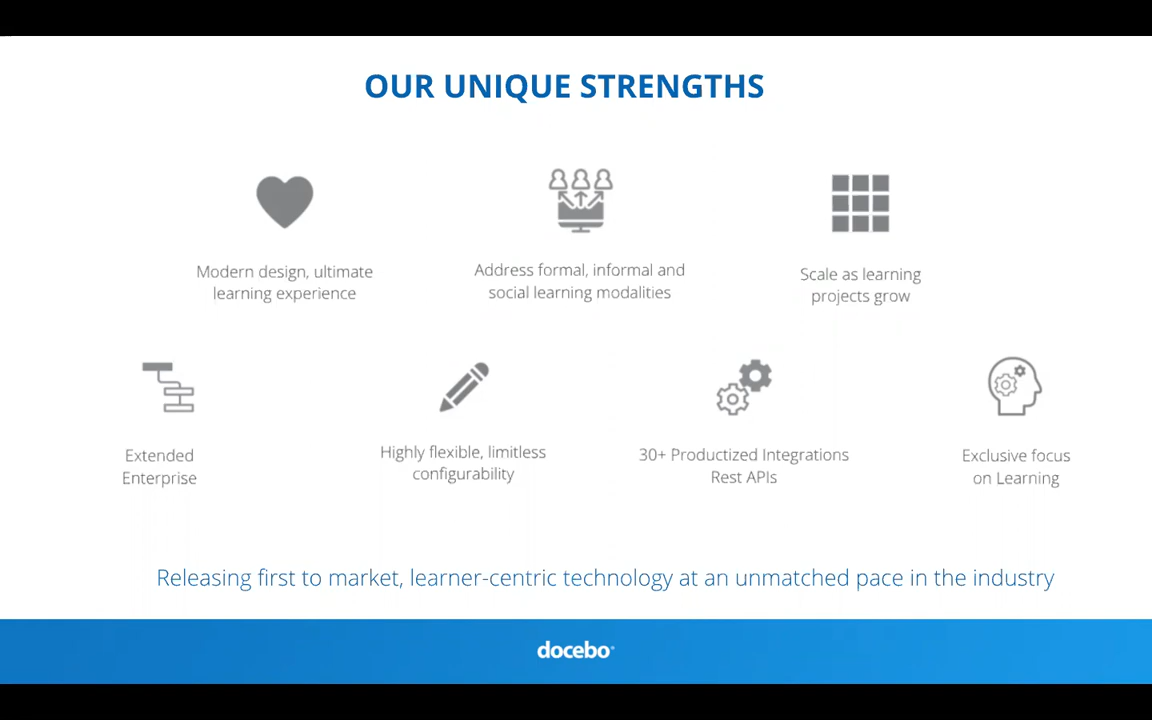 OUR UNIQUE STRENGTHS
Modern design, ultimate
learning experience
Address formal, informal and
social learning modalities
Scale as learning
projects grow
Extended
Enterprise
Highly flexible, limitless
configurability
30+ Productized Integrations
Rest APIs
Exclusive focus
on Learning
Releasing first to market, learner-centric technology at an unmatched pace in the industry
docebo